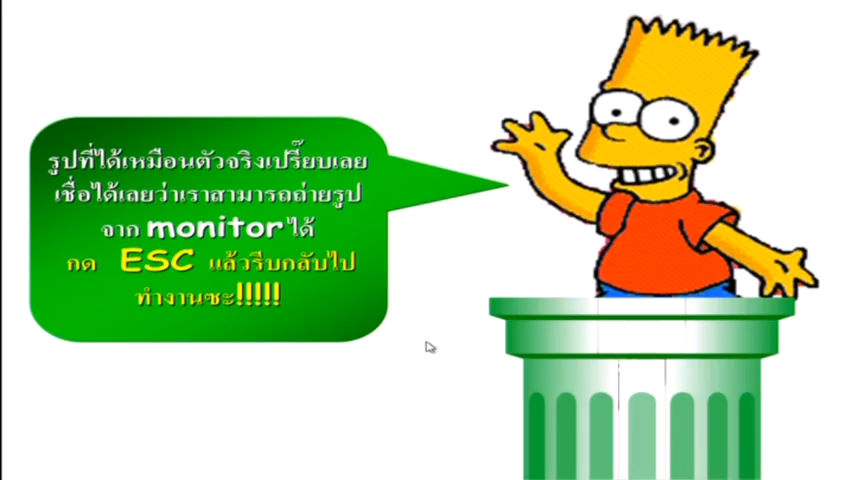 รูปที่ได้เหมือนตัวจริงเปรี๊ยบเลย
เชื่อได้เลยว่าเราสามารถถ่ายรูป
จาก monitor ได้
กด ESC แล้วรีบกลับไป
ทำงานซะ!!!!!